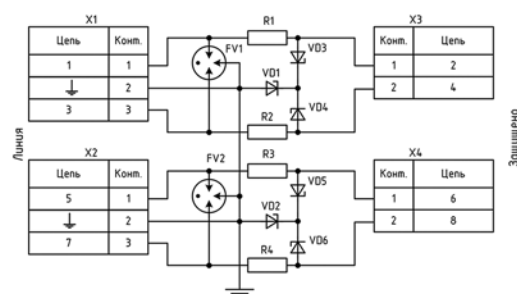 X1
Цепь Конт.
1 1
2
3 3
Линия
FV1
R1
VD1
VD3
VD4
R2
X3
Конт. Цепь
1 2
2 4
Защищено
X2
Цепь Конт.
5 1
2
7 3
FV2
R3
VD2
VD5
VD6
R4
X4
Конт. Цепь
1 6
2 8